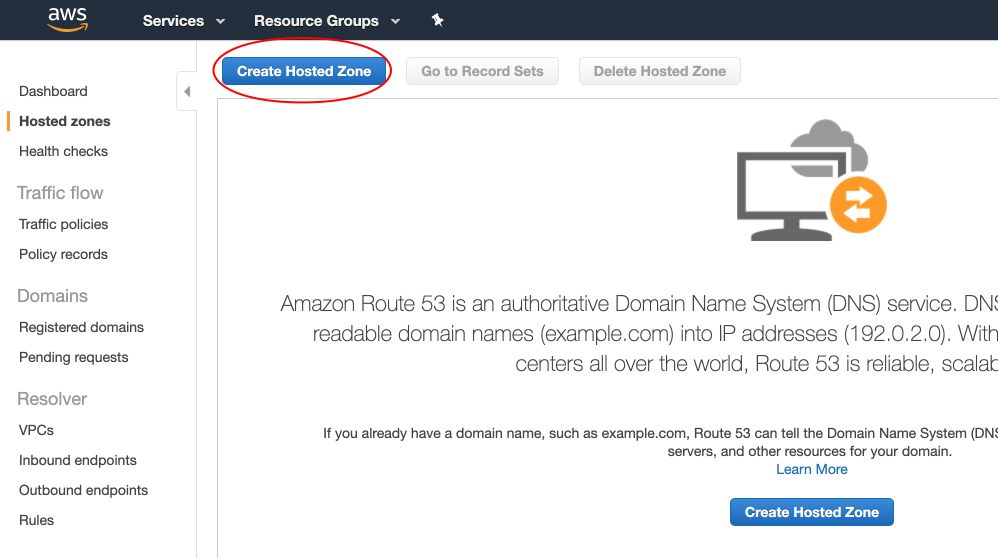 aws
Services
Resource Groups
Create Hosted Zone
Go to Record Sets
Delete Hosted Zone
Dashboard
Hosted zones
Health checks
Traffic flow
Traffic policies
Policy records
Domains
Registered domains
Pending requests
Resolver
VPCs
Inbound endpoints
Outbound endpoints
Rules
Amazon Route 53 is an authoritative Domain Name System (DNS) service. DNS
readable domain names (example.com) into IP addresses (192.0.2.0). With
centers all over the world, Route 53 is reliable,
If you already have a domain name, such as example.com, Route 53 can tell the Domain Name System (DNS
servers, and other resources for your domain.
Learn More
Create Hosted Zone